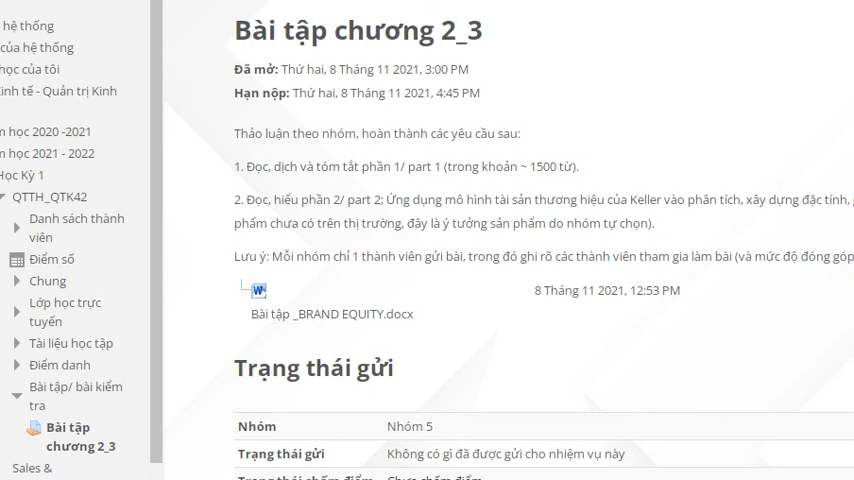 hệ thống
của hệ thống
học của tôi
Kinh tế - Quản trị Kinh
m học 2020 -2021
m học 2021 - 2022
Học Kỳ 1
QTTH_QTK42
Danh sách thành
viên
Điểm số
Chung
Lớp học trực
tuyến
Tài liệu học tập
Điểm danh
Bài tập/ bài kiểm
tra
Bài tập
chương 2_3
Sales &
Bài tập chương 2_3
Đã mở: Thứ hai, 8 Tháng 11 2021, 3:00 PM
Hạn nộp: Thứ hai, 8 Tháng 11 2021, 4:45 PM
Thảo luận theo nhóm, hoàn thành các yêu cầu sau:
1. Đọc, dịch và tóm tắt phần 1/ part 1 (trong khoản ~ 1500 từ).
2. Đọc, hiểu phần 2/ part 2; Ứng dụng mô hình tài sản thương hiệu của Keller vào phân tích, xây dựng đặc tính,
phẩm chưa có trên thị trường, đây là ý tưởng sản phẩm do nhóm tự chọn).
Lưu ý: Mỗi nhóm chỉ 1 thành viên gửi bài, trong đó ghi rõ các thành viên tham gia làm bài (và mức độ đóng góp
8 Tháng 11 2021, 12:53 PM
Bài tập _BRAND EQUITY.docx
Trạng thái gửi
Nhóm Nhóm 5
Trạng thái gửi Không có gì đã được gửi cho nhiệm vụ này
Trạng thái chấm điểm Chưa chấm điểm